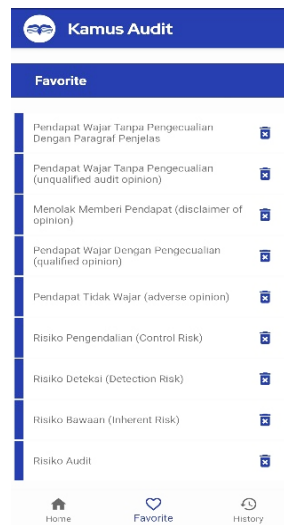 Kamus Audit
Favorite
Pendapat Wajar Tanpa Pengecualian
Dengan Paragraf Penjelas
Pendapat Wajar Tanpa Pengecualian
(unqualified audit opinion)
Menolak Memberi Pendapat (disclaimer of
opinion)
Pendapat Wajar Dengan Pengecualian
(qualified opinion)
Pendapat Tidak Wajar (adverse opinion)
Risiko Pengendalian (Control Risk)
Risiko Deteksi (Detection Risk)
Risiko Bawaan (Inherent Risk)
Risiko Audit
Home Favorite History